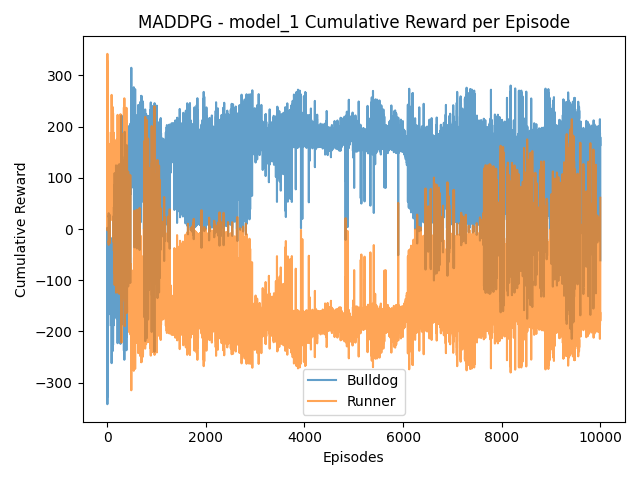 MADDPG - model_1 Cumulative Reward per Episode
Cumulative Reward
300
200
100
0
−100
−200
−300
0
2000
4000
6000
8000
10000
Episodes
Bulldog
Runner